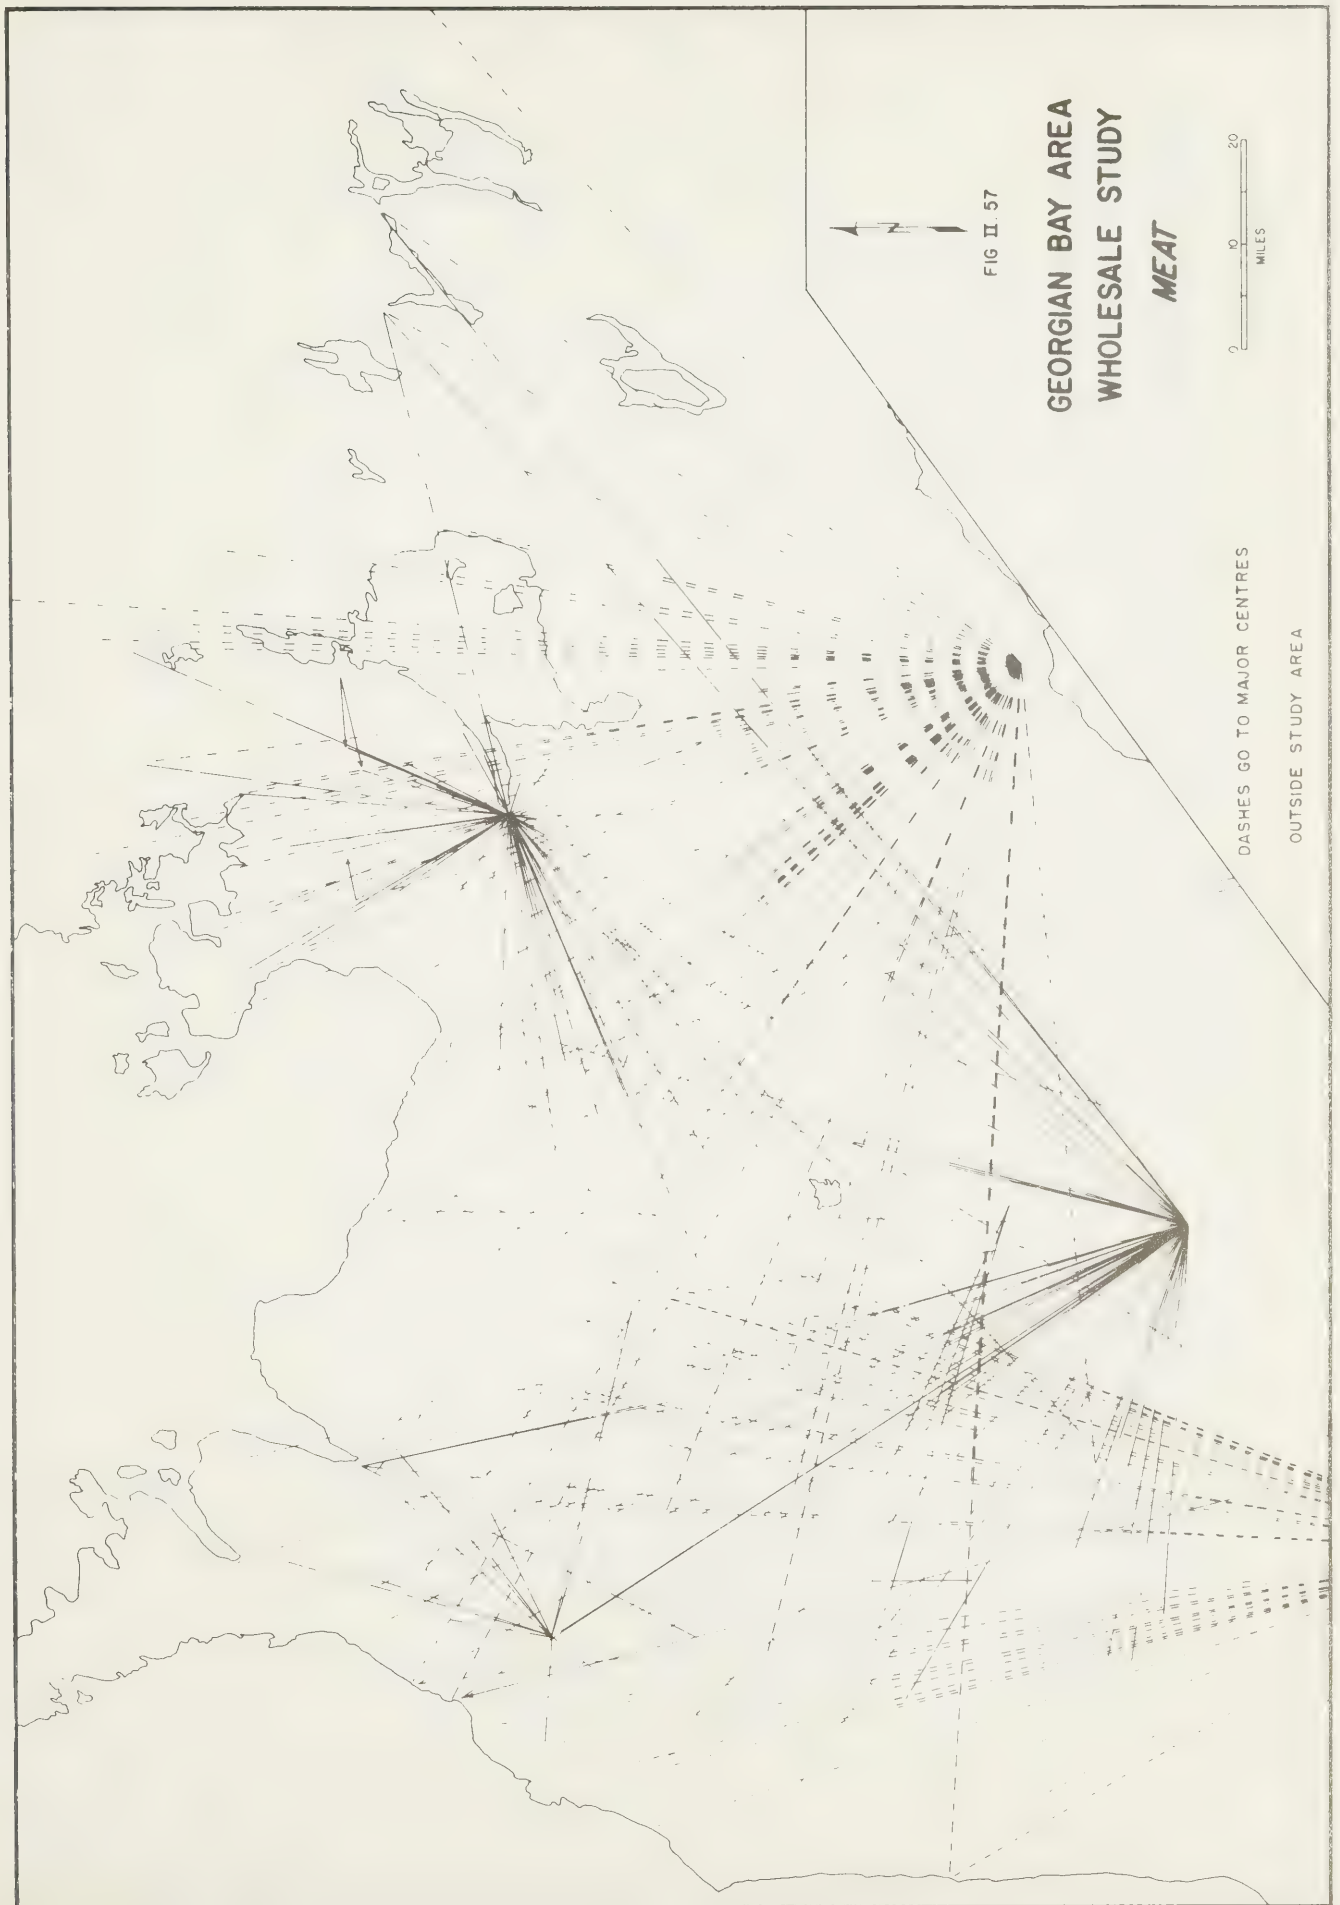 N
FIG II. 57
GEORGIAN BAY AREA
WHOLESALE STUDY
MEAT
0 10 20
MILES
DASHES GO TO MAJOR CENTRES
OUTSIDE STUDY AREA